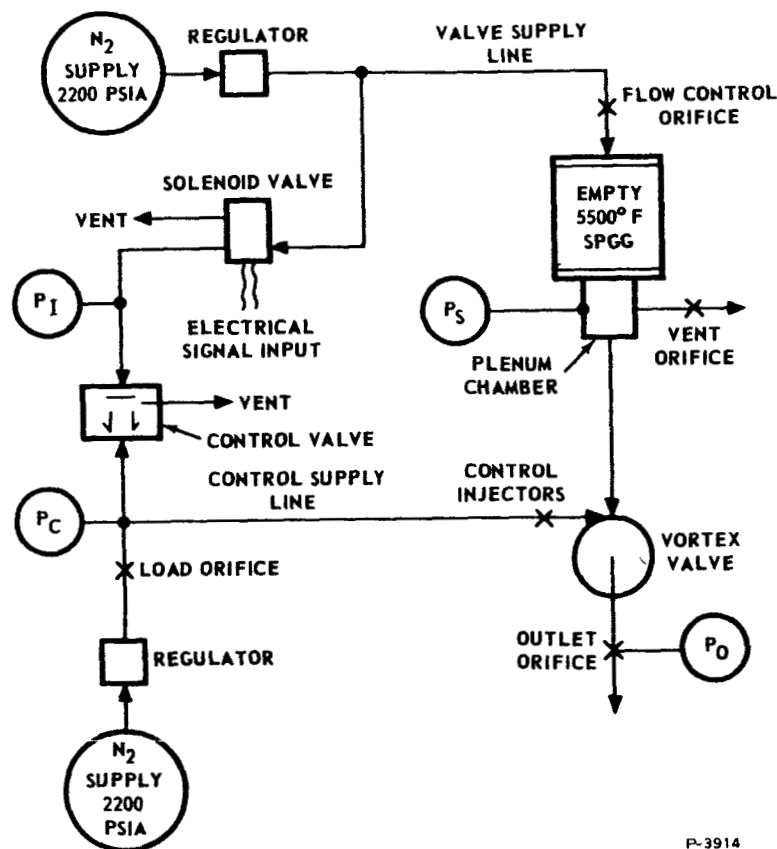 N2
SUPPLY
2200 PSIA
REGULATOR
VALVE SUPPLY
LINE
FLOW CONTROL
ORIFICE
SOLENOID VALVE
VENT
EMPTY
5500° F
SPGG
PI
ELECTRICAL
SIGNAL INPUT
PS
VENT
ORIFICE
PLENUM
CHAMBER
VENT
CONTROL VALVE
CONTROL SUPPLY
LINE
CONTROL
INJECTORS
PC
VORTEX
VALVE
LOAD ORIFICE
OUTLET
ORIFICE
PO
REGULATOR
N2
SUPPLY
2200
PSIA
P-3914